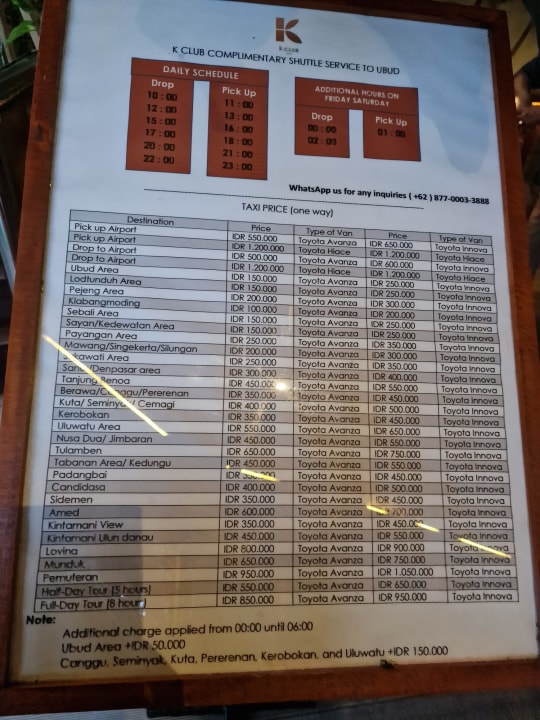 K
K CLUB
K CLUB COMPLIMENTARY SHUTTLE SERVICE TO UBUD
DAILY SCHEDULE
Drop Pick Up
10 : 00 11 : 00
12 : 00 13 : 00
15 : 00 16 : 00
17 : 00 18 : 00
20 : 00 21 : 00
22 : 00 23 : 00
ADDITIONAL HOURS ON
FRIDAY SATURDAY
Drop Pick Up
00 : 00 01 : 00
02 : 00
WhatsApp us for any inquiries ( +62 ) 877-0003-3888
TAXI PRICE (one way)
Destination Price Type of Van Price Type of Van
Pick up Airport IDR 550.000 Toyota Avanza IDR 650.000 Toyota Innova
Pick up Airport IDR 1.200.000 Toyota Hiace IDR 1.200.000 Toyota Hiace
Drop to Airport IDR 500.000 Toyota Avanza IDR 600.000 Toyota Innova
Drop to Airport IDR 1.200.000 Toyota Hiace IDR 1.200.000 Toyota Hiace
Ubud Area IDR 150.000 Toyota Avanza IDR 250.000 Toyota Innova
Lodtunduh Area IDR 150.000 Toyota Avanza IDR 250.000 Toyota Innova
Pejeng Area IDR 200.000 Toyota Avanza IDR 300.000 Toyota Innova
Klabangmoding IDR 100.000 Toyota Avanza IDR 200.000 Toyota Innova
Sebali Area IDR 150.000 Toyota Avanza IDR 250.000 Toyota Innova
Sayan/Kedewatan Area IDR 150.000 Toyota Avanza IDR 250.000 Toyota Innova
Payangan Area IDR 250.000 Toyota Avanza IDR 350.000 Toyota Innova
Mawang/Singekerta/Silungan IDR 200.000 Toyota Avanza IDR 300.000 Toyota Innova
Sukawati Area IDR 250.000 Toyota Avanza IDR 350.000 Toyota Innova
Sanur/Denpasar area IDR 300.000 Toyota Avanza IDR 400.000 Toyota Innova
Tanjung Benoa IDR 450.000 Toyota Avanza IDR 550.000 Toyota Innova
Berawa/Canggu/Pererenan IDR 350.000 Toyota Avanza IDR 450.000 Toyota Innova
Kuta/ Seminyak/ Cemagi IDR 400.000 Toyota Avanza IDR 500.000 Toyota Innova
Kerobokan IDR 350.000 Toyota Avanza IDR 450.000 Toyota Innova
Uluwatu Area IDR 550.000 Toyota Avanza IDR 650.000 Toyota Innova
Nusa Dua/ Jimbaran IDR 450.000 Toyota Avanza IDR 550.000 Toyota Innova
Tulamben IDR 650.000 Toyota Avanza IDR 750.000 Toyota Innova
Tabanan Area/ Kedungu IDR 450.000 Toyota Avanza IDR 550.000 Toyota Innova
Padangbai IDR Toyota Avanza IDR 450.000 Toyota Innova
Candidasa IDR 400.000 Toyota Avanza IDR 500.000 Toyota Innova
Sidemen IDR 350.000 Toyota Avanza IDR 450.000 Toyota Innova
Amed IDR 600.000 Toyota Avanza IDR 700.000 Toyota Innova
Kintamani View IDR 350.000 Toyota Avanza IDR 450.000 Toyota Innova
Kintamani Ulun danau IDR 450.000 Toyota Avanza IDR 550.000 Toyota Innova
Lovina IDR 800.000 Toyota Avanza IDR 900.000 Toyota Innova
Munduk IDR 650.000 Toyota Avanza IDR 750.000 Toyota Innova
Pemuteran IDR 950.000 Toyota Avanza IDR 1.050.000 Toyota Innova
Half-Day Tour (5 hours) IDR 550.000 Toyota Avanza IDR 650.000 Toyota Innova
Full-Day Tour (8 hour) IDR 850.000 Toyota Avanza IDR 950.000 Toyota Innova
Note:
Additional charge applied from 00:00 until 06:00
Ubud Area +IDR 50.000
Canggu, Seminyak, Kuta, Pererenan, Kerobokan, and Uluwatu +IDR 150.000